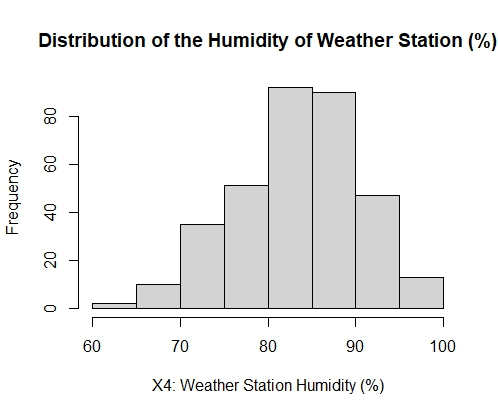 Distribution of the Humidity of Weather Station (%)
Frequency
80
60
40
20
0
60 70 80 90 100
X4: Weather Station Humidity (%)